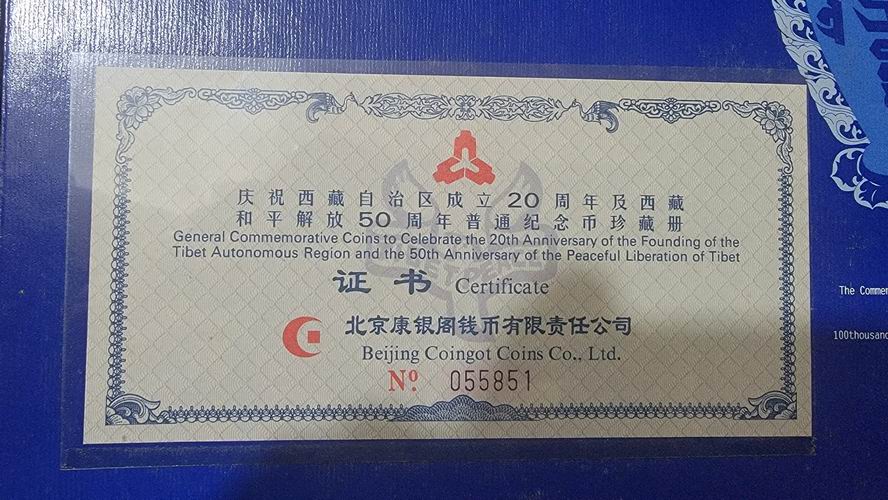 庆祝西藏自治区成立20周年及西藏
和平解放50周年普通纪念币珍藏册
General Commemorative Coins to Celebrate the 20th Anniversary of the Founding of the
Tibet Autonomous Region and the 50th Anniversary of the Peaceful Liberation of Tibet
证书 Certificate
北京康银阁钱币有限责任公司
Beijing Coingot Coins Co., Ltd.
Nº 055851
The Commer
100thousand